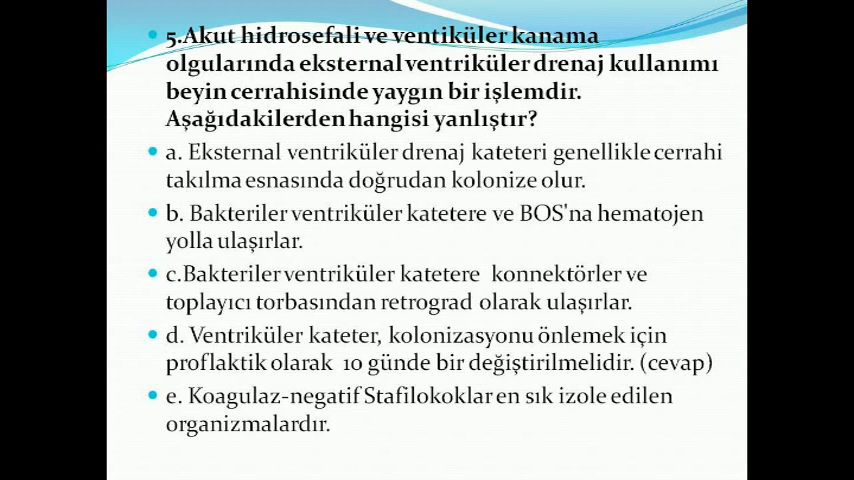 5.Akut hidrosefali ve ventiküler kanama
olgularında eksternal ventriküler drenaj kullanımı
beyin cerrahisinde yaygın bir işlemdir.
Aşağıdakilerden hangisi yanlıştır?
a. Eksternal ventriküler drenaj kateteri genellikle cerrahi
takılma esnasında doğrudan kolonize olur.
b. Bakteriler ventriküler katetere ve BOS'na hematojen
yolla ulaşırlar.
c.Bakteriler ventriküler katetere konnektörler ve
toplayıcı torbasından retrograd olarak ulaşırlar.
d. Ventriküler kateter, kolonizasyonu önlemek için
proflaktik olarak 10 günde bir değiştirilmelidir. (cevap)
e. Koagulaz-negatif Stafilokoklar en sık izole edilen
organizmalardır.